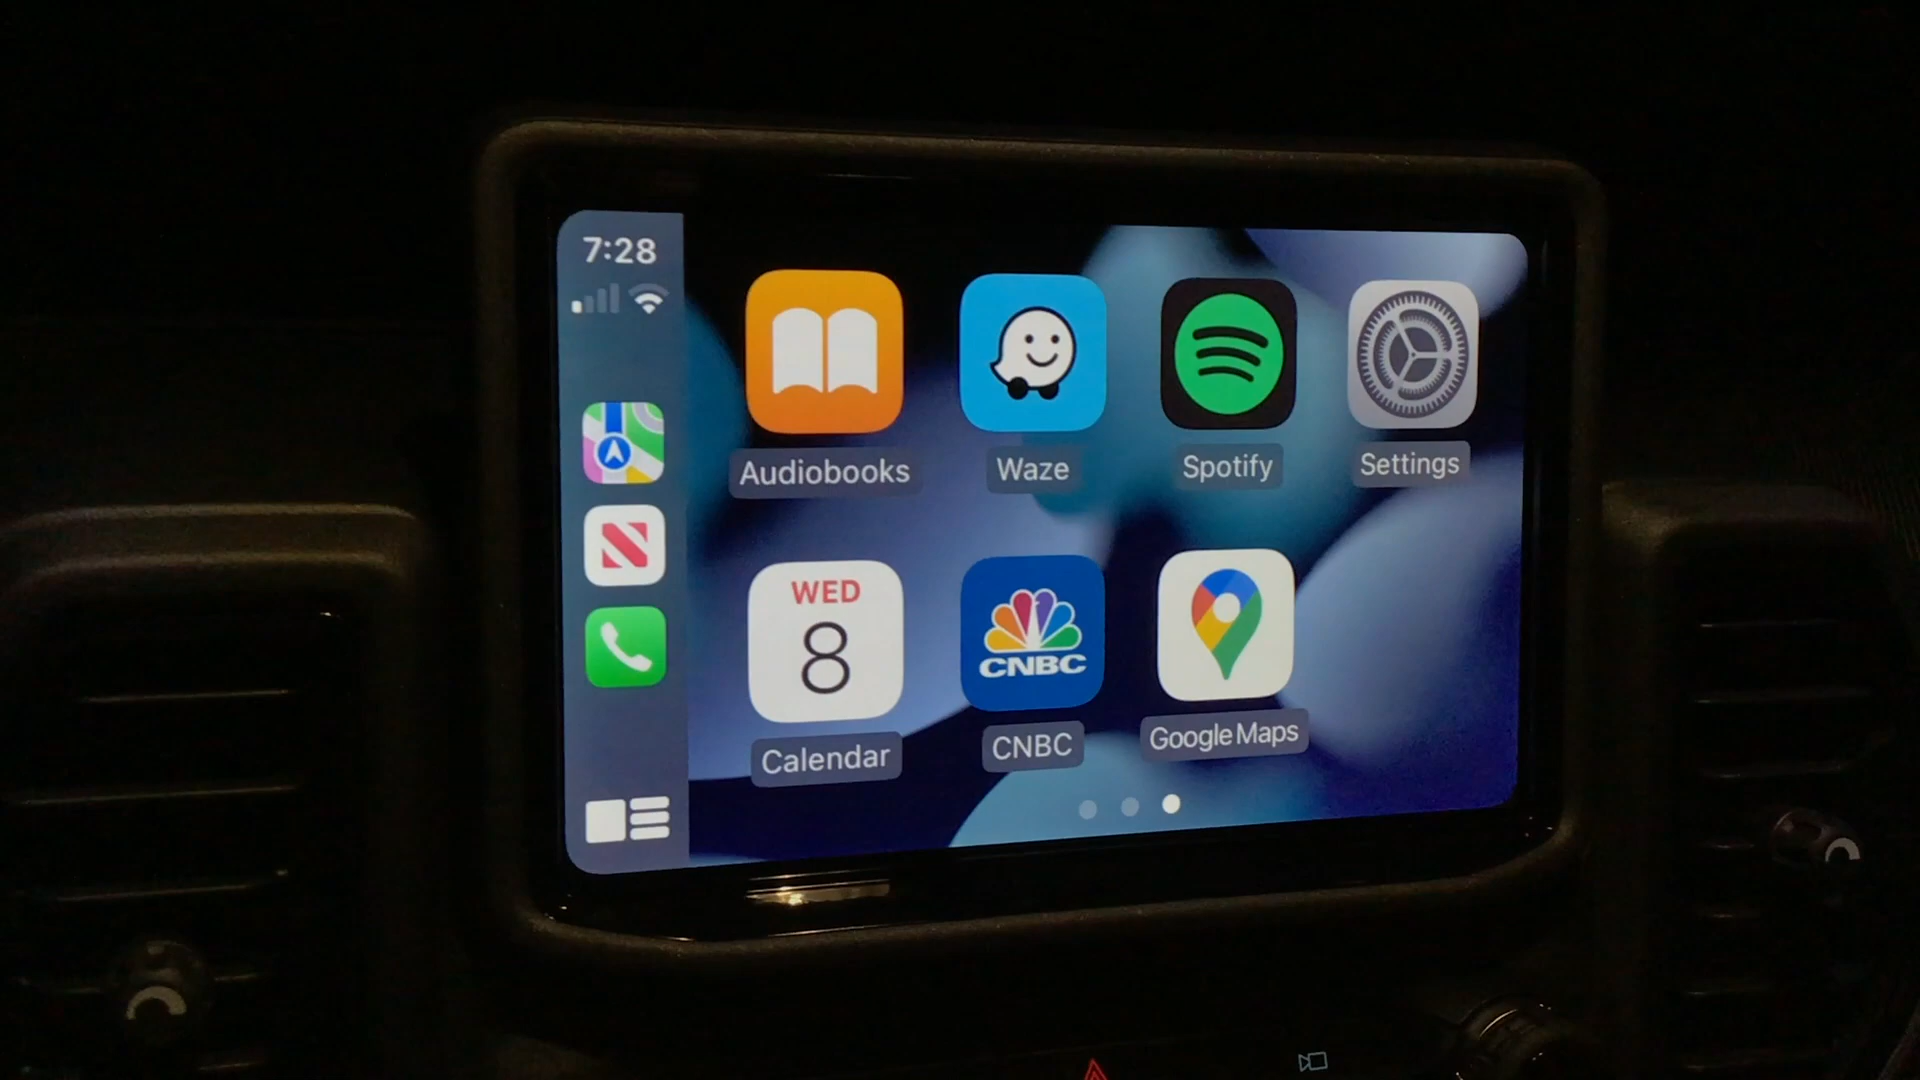 7:28
Audiobooks
Waze
Spotify
Settings
WED
8
CNBC
Calendar
CNBC
Google Maps